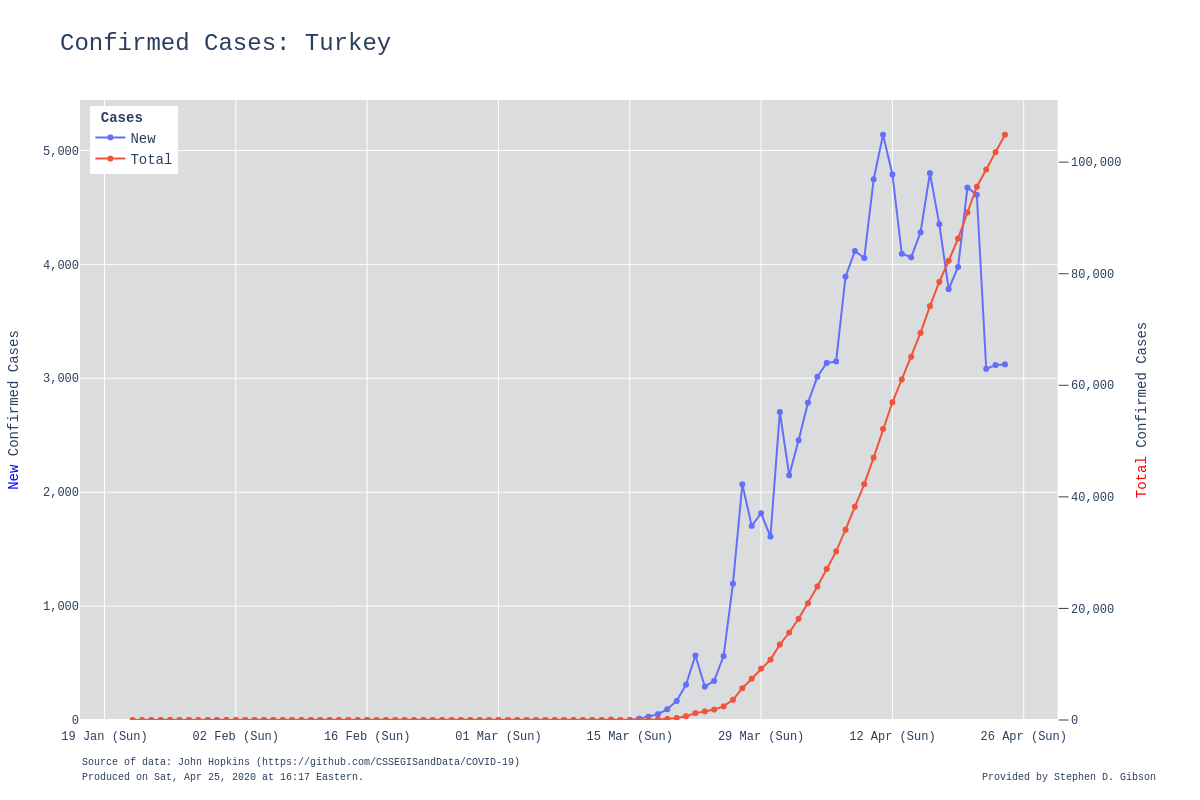 Confirmed Cases: Turkey
Cases
New
Total
5,000
4,000
3,000
2,000
1,000
0
100,000
80,000
60,000
40,000
20,000
0
New Confirmed Cases
Total Confirmed Cases
19 Jan (Sun) 02 Feb (Sun) 16 Feb (Sun) 01 Mar (Sun) 15 Mar (Sun) 29 Mar (Sun) 12 Apr (Sun) 26 Apr (Sun)
Source of data: John Hopkins (https://github.com/CSSEGISandData/COVID-19)
Produced on Sat, Apr 25, 2020 at 16:17 Eastern.
Provided by Stephen D. Gibson